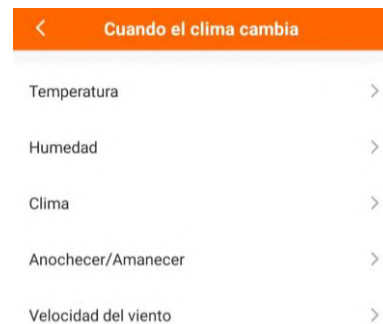 Cuando el clima cambia
Temperatura
Humedad
Clima
Anochecer/Amanecer
Velocidad del viento